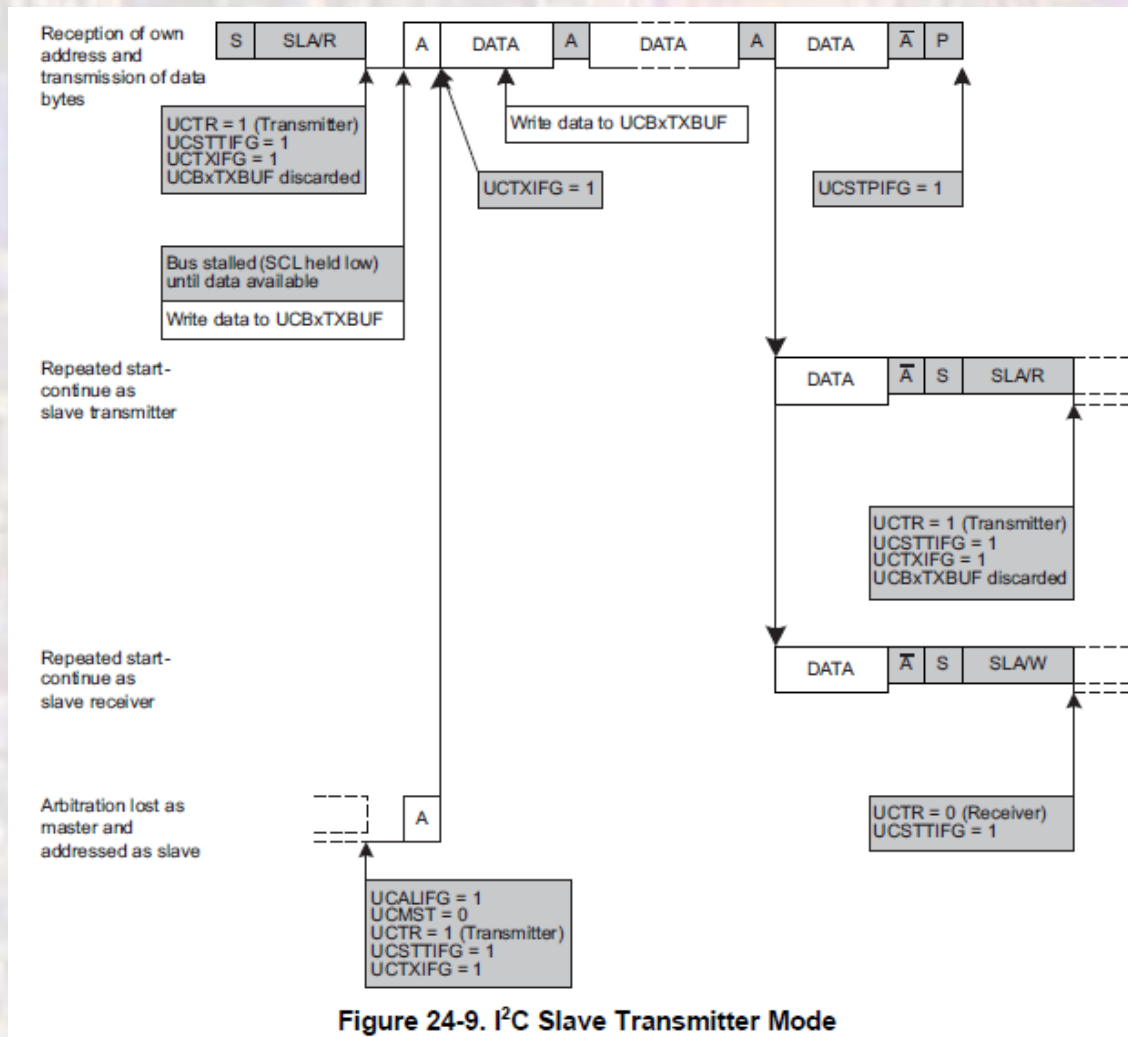 Reception of own
address and
transmission of data
bytes
S SLA/R A DATA A DATA A DATA A̅ P
UCTR = 1 (Transmitter)
UCSTTIFG = 1
UCTXIFG = 1
UCBxTXBUF discarded
Write data to UCBxTXBUF
UCTXIFG = 1
UCSTPIFG = 1
Bus stalled (SCL held low)
until data available
Write data to UCBxTXBUF
Repeated start-
continue as
slave transmitter
DATA A̅ S SLA/R
UCTR = 1 (Transmitter)
UCSTTIFG = 1
UCTXIFG = 1
UCBxTXBUF discarded
Repeated start-
continue as
slave receiver
DATA A̅ S SLA/W
UCTR = 0 (Receiver)
UCSTTIFG = 1
Arbitration lost as
master and
addressed as slave
A
UCALIFG = 1
UCMST = 0
UCTR = 1 (Transmitter)
UCSTTIFG = 1
UCTXIFG = 1
Figure 24-9. I²C Slave Transmitter Mode